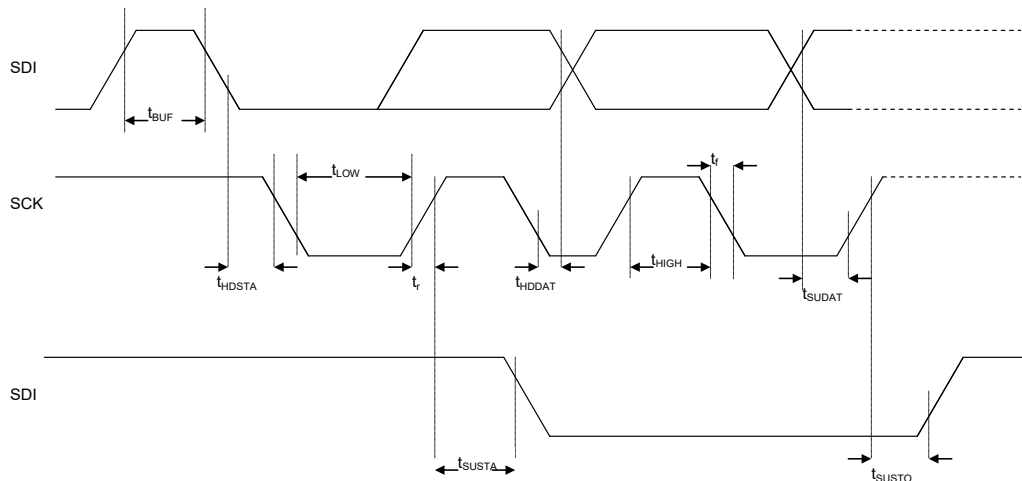 SDI
tBUF
tLOW
tf
SCK
tHDSTA
tr
tHDDAT
tHIGH
tSUDAT
SDI
tSUSTA
tSUSTO